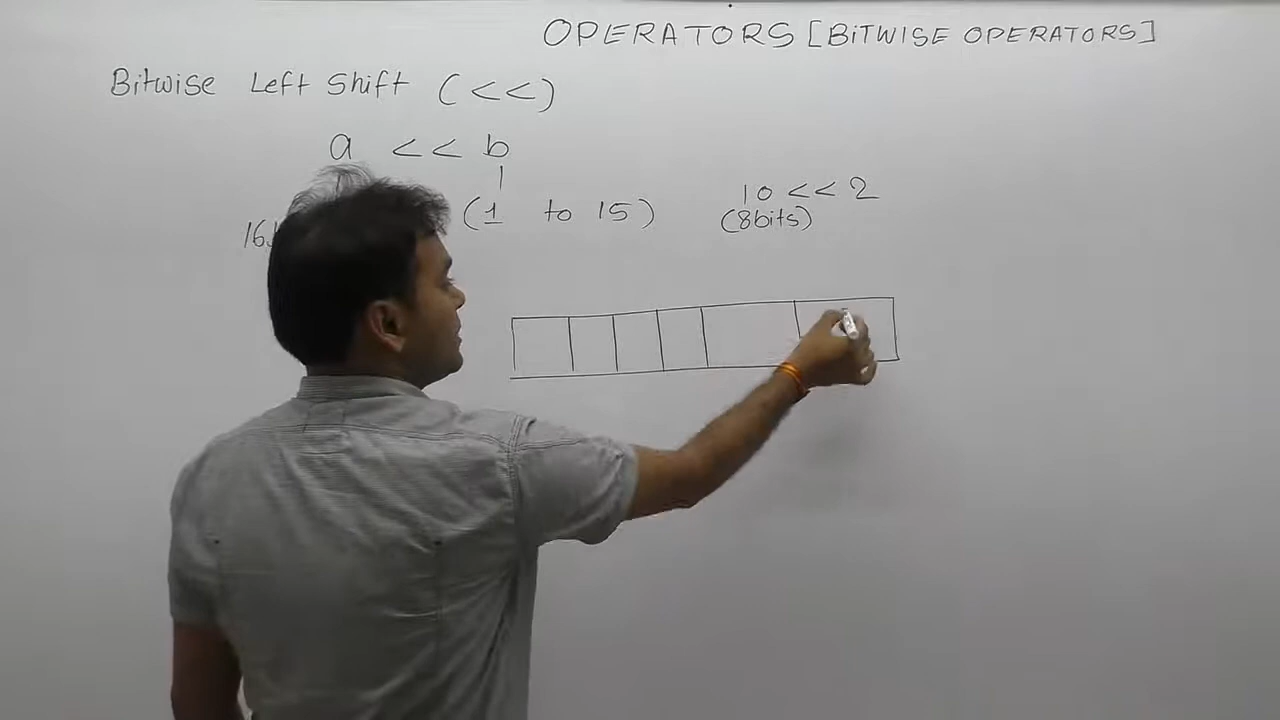 OPERATORS [BITWISE OPERATORS]
Bitwise Left Shift (<<)
a << b
10 << 2
(1 to 15)
(8bits)